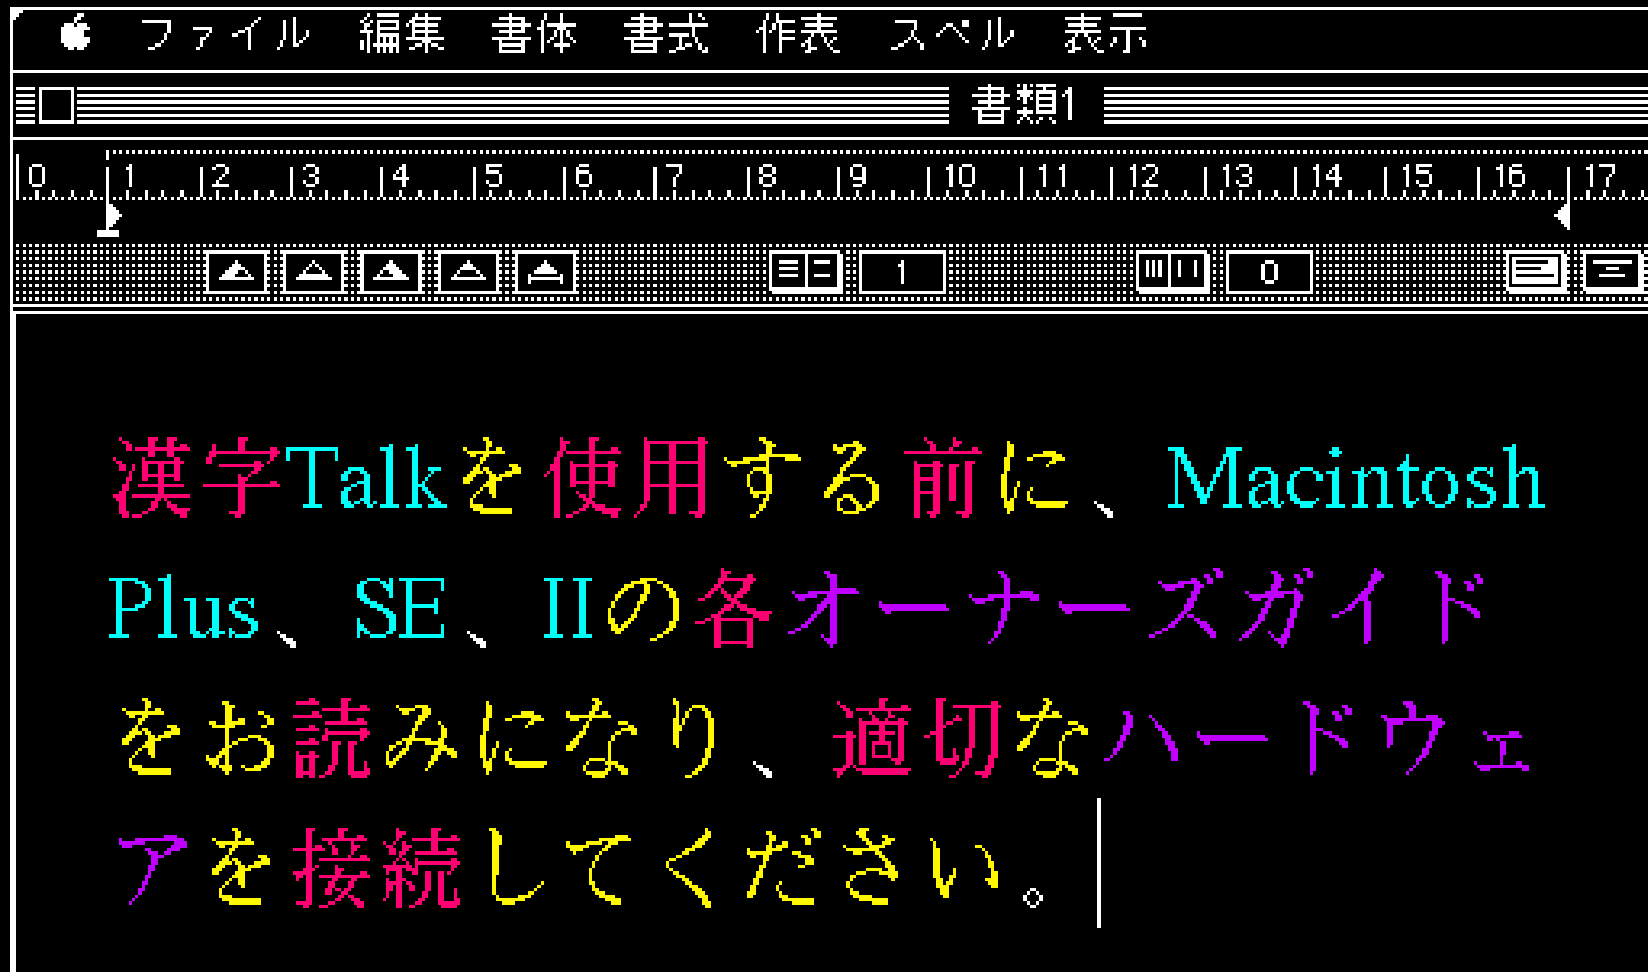 ファイル 編集 書体 書式 作表 スペル 表示
書類1
0 1 2 3 4 5 6 7 8 9 10 11 12 13 14 15 16 17
1 0
漢字Talkを使用する前に、Macintosh
Plus、SE、IIの各オーナーズガイド
をお読みになり、適切なハードウェ
アを接続してください。